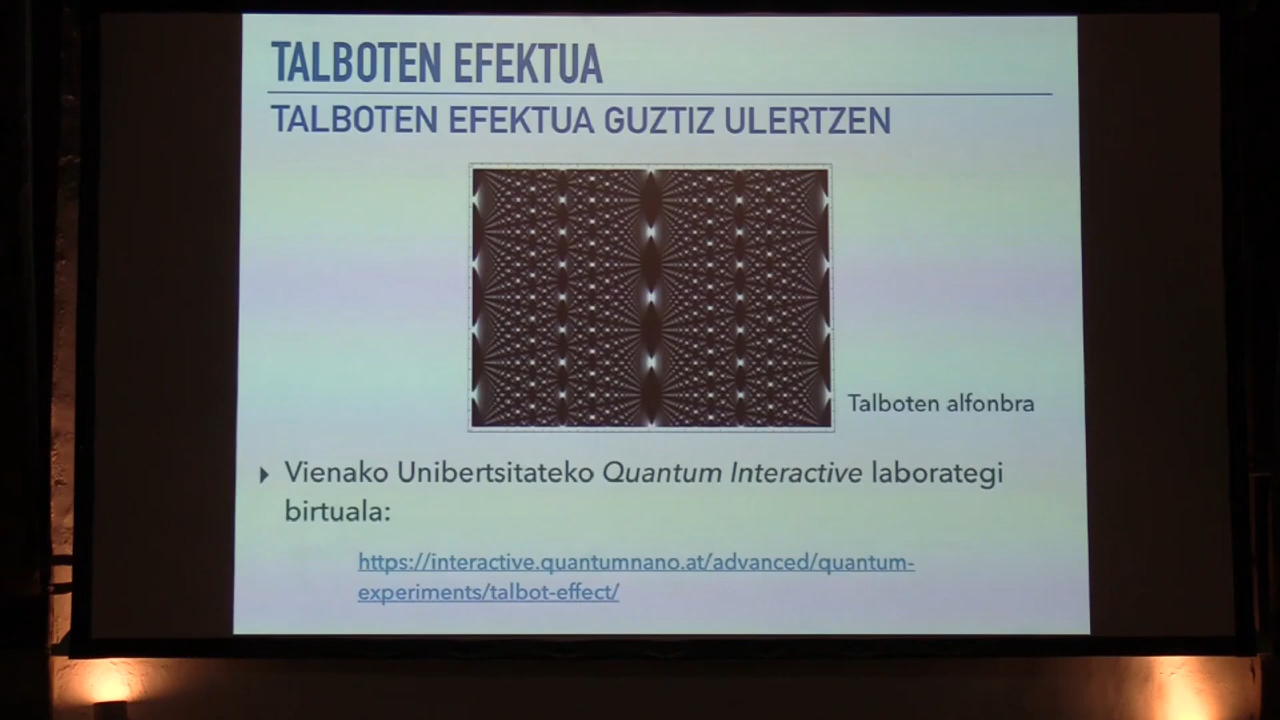 TALBOTEN EFEKTUA
TALBOTEN EFEKTUA GUZTIZ ULERTZEN
Talboten alfonbra
Vienako Unibertsitateko Quantum Interactive laborategi
birtuala:
https://interactive.quantumnano.at/advanced/quantum-
experiments/talbot-effect/